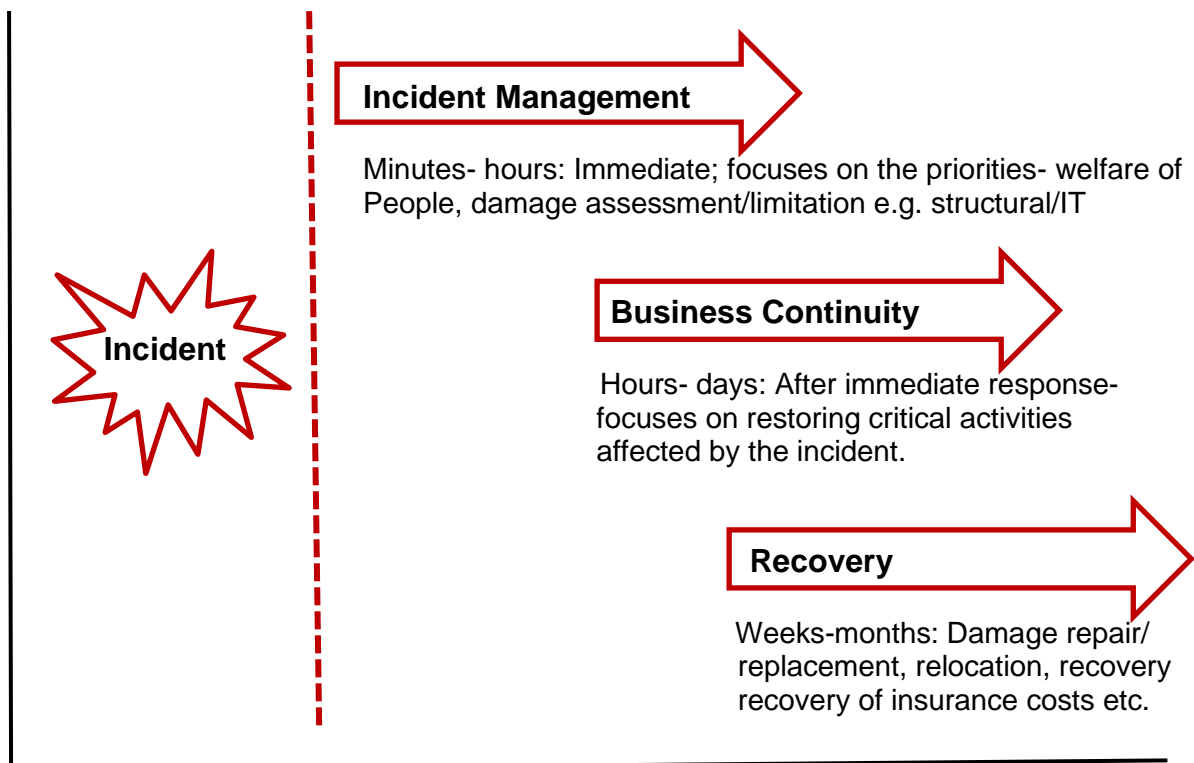 Incident Management
Minutes- hours: Immediate; focuses on the priorities- welfare of
People, damage assessment/limitation e.g. structural/IT
Incident
Business Continuity
Hours- days: After immediate response-
focuses on restoring critical activities
affected by the incident.
Recovery
Weeks-months: Damage repair/
replacement, relocation, recovery
recovery of insurance costs etc.